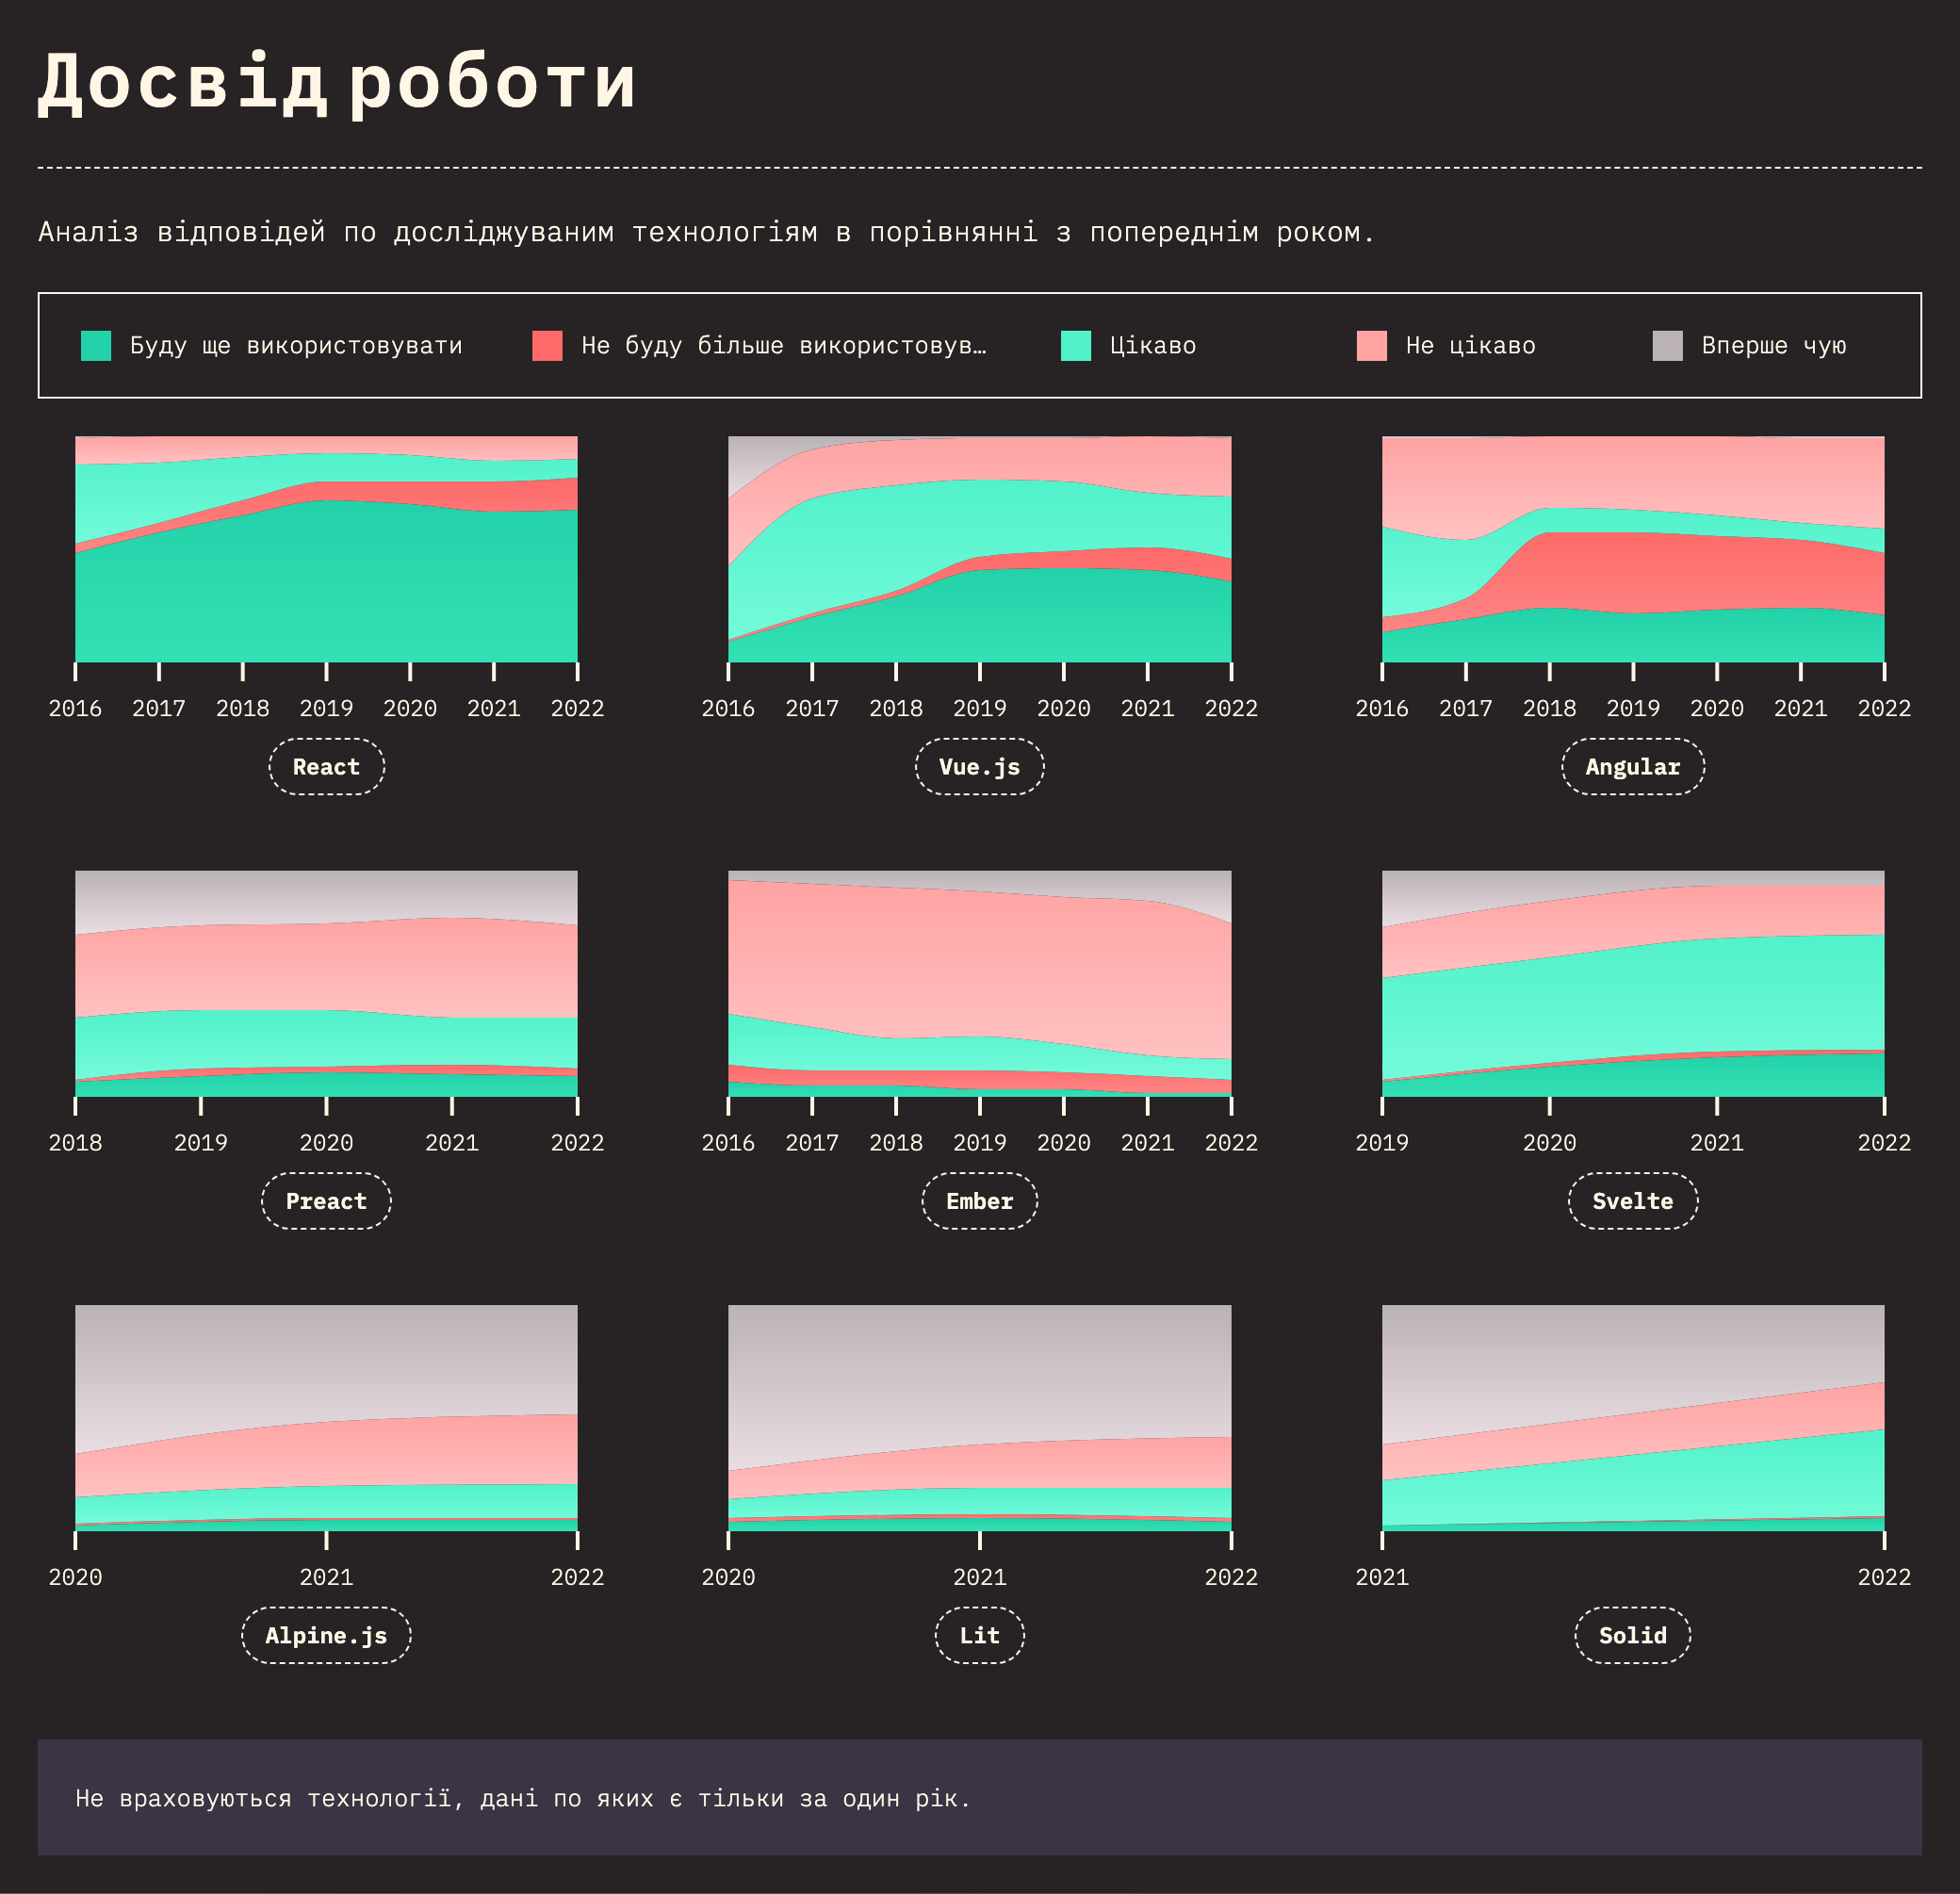 Досвід роботи
Аналіз відповідей по досліджуваним технологіям в порівнянні з попереднім роком.
Буду ще використовувати Не буду більше використовув… Цікаво Не цікаво Вперше чую
2016 2017 2018 2019 2020 2021 2022 2016 2017 2018 2019 2020 2021 2022 2016 2017 2018 2019 2020 2021 2022
React Vue.js Angular
2018 2019 2020 2021 2022 2016 2017 2018 2019 2020 2021 2022 2019 2020 2021 2022
Preact Ember Svelte
2020 2021 2022 2020 2021 2022 2021 2022
Alpine.js Lit Solid
Не враховуються технології, дані по яких є тільки за один рік.